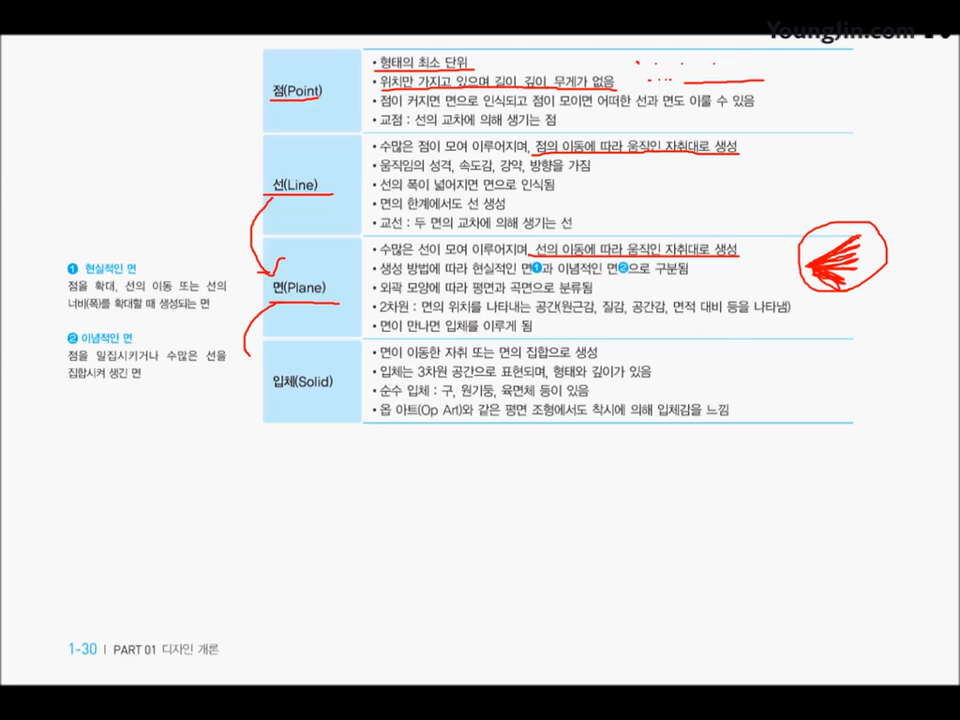 YoungJin.com
점(Point)
• 형태의 최소 단위
• 위치만 가지고 있으며 길이, 깊이, 무게가 없음
• 점이 커지면 면으로 인식되고 점이 모이면 어떠한 선과 면도 이룰 수 있음
• 교점 : 선의 교차에 의해 생기는 점
선(Line)
• 수많은 점이 모여 이루어지며, 점의 이동에 따라 움직인 자취대로 생성
• 움직임의 성격, 속도감, 강약, 방향을 가짐
• 선의 폭이 넓어지면 면으로 인식됨
• 면의 한계에서도 선 생성
• 교선 : 두 면의 교차에 의해 생기는 선
면(Plane)
• 수많은 선이 모여 이루어지며, 선의 이동에 따라 움직인 자취대로 생성
• 생성 방법에 따라 현실적인 면❶과 이념적인 면❷으로 구분됨
• 외곽 모양에 따라 평면과 곡면으로 분류됨
• 2차원 : 면의 위치를 나타내는 공간(원근감, 질감, 공간감, 면적 대비 등을 나타냄)
• 면이 만나면 입체를 이루게 됨
입체(Solid)
• 면이 이동한 자취 또는 면의 집합으로 생성
• 입체는 3차원 공간으로 표현되며, 형태와 깊이가 있음
• 순수 입체 : 구, 원기둥, 육면체 등이 있음
• 옵 아트(Op Art)와 같은 평면 조형에서도 착시에 의해 입체감을 느낌
❶ 현실적인 면
점을 확대, 선의 이동 또는 선의
너비(폭)를 확대할 때 생성되는 면
❷ 이념적인 면
점을 밀집시키거나 수많은 선을
집합시켜 생긴 면
1-30 | PART 01 디자인 개론